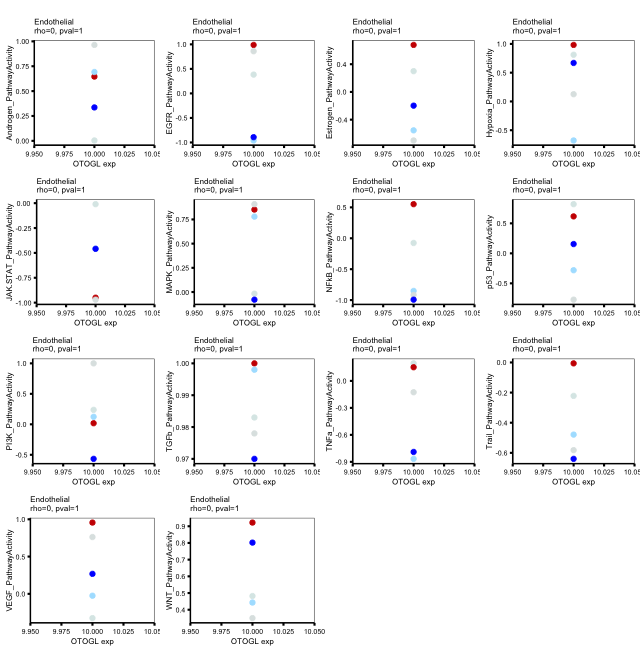 Endothelial
rho=0, pval=1
Androgen_PathwayActivity
1.00
0.75
0.50
0.25
0.00
9.950 9.975 10.000 10.025 10.05
OTOGL exp
Endothelial
rho=0, pval=1
EGFR_PathwayActivity
1.0
0.5
0.0
-0.5
-1.0
9.950 9.975 10.000 10.025 10.05
OTOGL exp
Endothelial
rho=0, pval=1
Estrogen_PathwayActivity
0.4
0.0
-0.4
9.950 9.975 10.000 10.025 10.05
OTOGL exp
Endothelial
rho=0, pval=1
Hypoxia_PathwayActivity
1.0
0.5
0.0
-0.5
9.950 9.975 10.000 10.025 10.05
OTOGL exp
Endothelial
rho=0, pval=1
JAK.STAT_PathwayActivity
0.00
-0.25
-0.50
-0.75
-1.00
9.950 9.975 10.000 10.025 10.05
OTOGL exp
Endothelial
rho=0, pval=1
MAPK_PathwayActivity
0.75
0.50
0.25
0.00
9.950 9.975 10.000 10.025 10.05
OTOGL exp
Endothelial
rho=0, pval=1
NFkB_PathwayActivity
0.5
0.0
-0.5
-1.0
9.950 9.975 10.000 10.025 10.05
OTOGL exp
Endothelial
rho=0, pval=1
p53_PathwayActivity
0.5
0.0
-0.5
9.950 9.975 10.000 10.025 10.05
OTOGL exp
Endothelial
rho=0, pval=1
PI3K_PathwayActivity
1.0
0.5
0.0
-0.5
9.950 9.975 10.000 10.025 10.05
OTOGL exp
Endothelial
rho=0, pval=1
TGFb_PathwayActivity
1.00
0.99
0.98
0.97
9.950 9.975 10.000 10.025 10.05
OTOGL exp
Endothelial
rho=0, pval=1
TNFa_PathwayActivity
0.0
-0.3
-0.6
-0.9
9.950 9.975 10.000 10.025 10.05
OTOGL exp
Endothelial
rho=0, pval=1
Trail_PathwayActivity
0.0
-0.2
-0.4
-0.6
9.950 9.975 10.000 10.025 10.05
OTOGL exp
Endothelial
rho=0, pval=1
VEGF_PathwayActivity
1.0
0.5
0.0
9.950 9.975 10.000 10.025 10.05
OTOGL exp
Endothelial
rho=0, pval=1
WNT_PathwayActivity
0.9
0.8
0.7
0.6
0.5
0.4
9.950 9.975 10.000 10.025 10.050
OTOGL exp